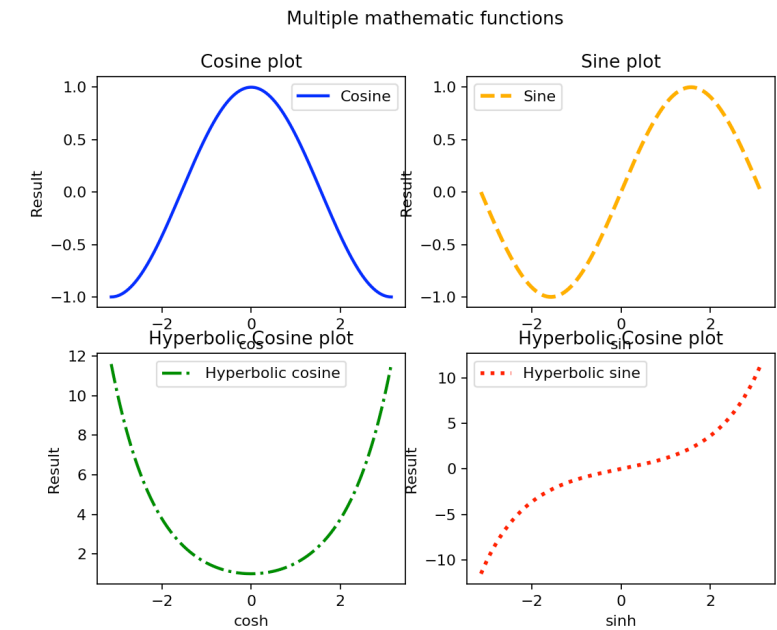 Multiple mathematic functions
Cosine plot
Cosine
1.0
0.5
0.0
−0.5
−1.0
Result
−2 0 2
cos
Sine plot
Sine
1.0
0.5
0.0
−0.5
−1.0
Result
−2 0 2
sin
Hyperbolic Cosine plot
Hyperbolic cosine
12
10
8
6
4
2
Result
−2 0 2
cosh
Hyperbolic Cosine plot
Hyperbolic sine
10
5
0
−5
−10
Result
−2 0 2
sinh